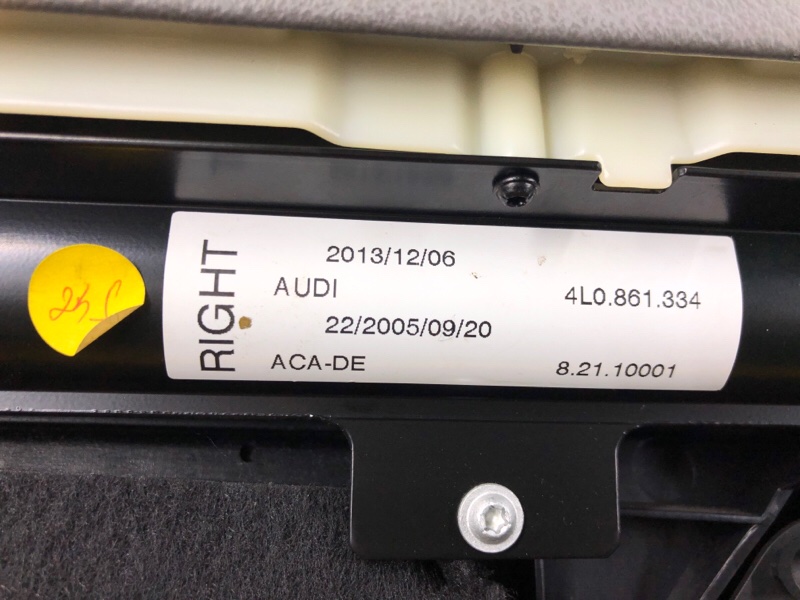 RIGHT
2013/12/06
AUDI 4L0.861.334
22/2005/09/20
ACA-DE 8.21.10001